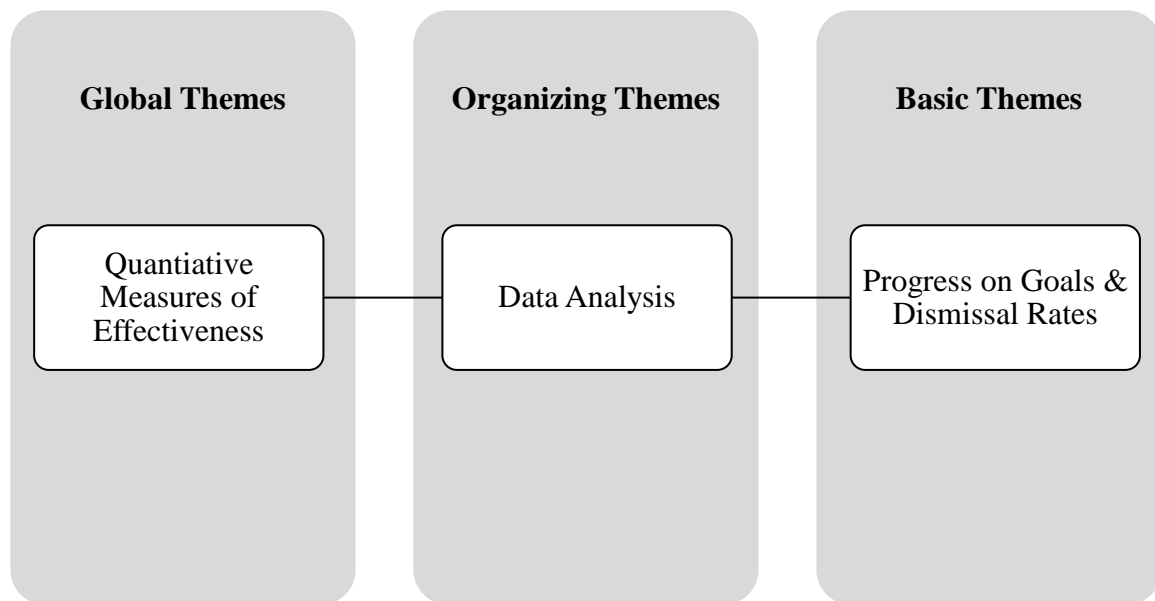 Global Themes
Organizing Themes
Basic Themes
Quantiative
Measures of
Effectiveness
Data Analysis
Progress on Goals &
Dismissal Rates